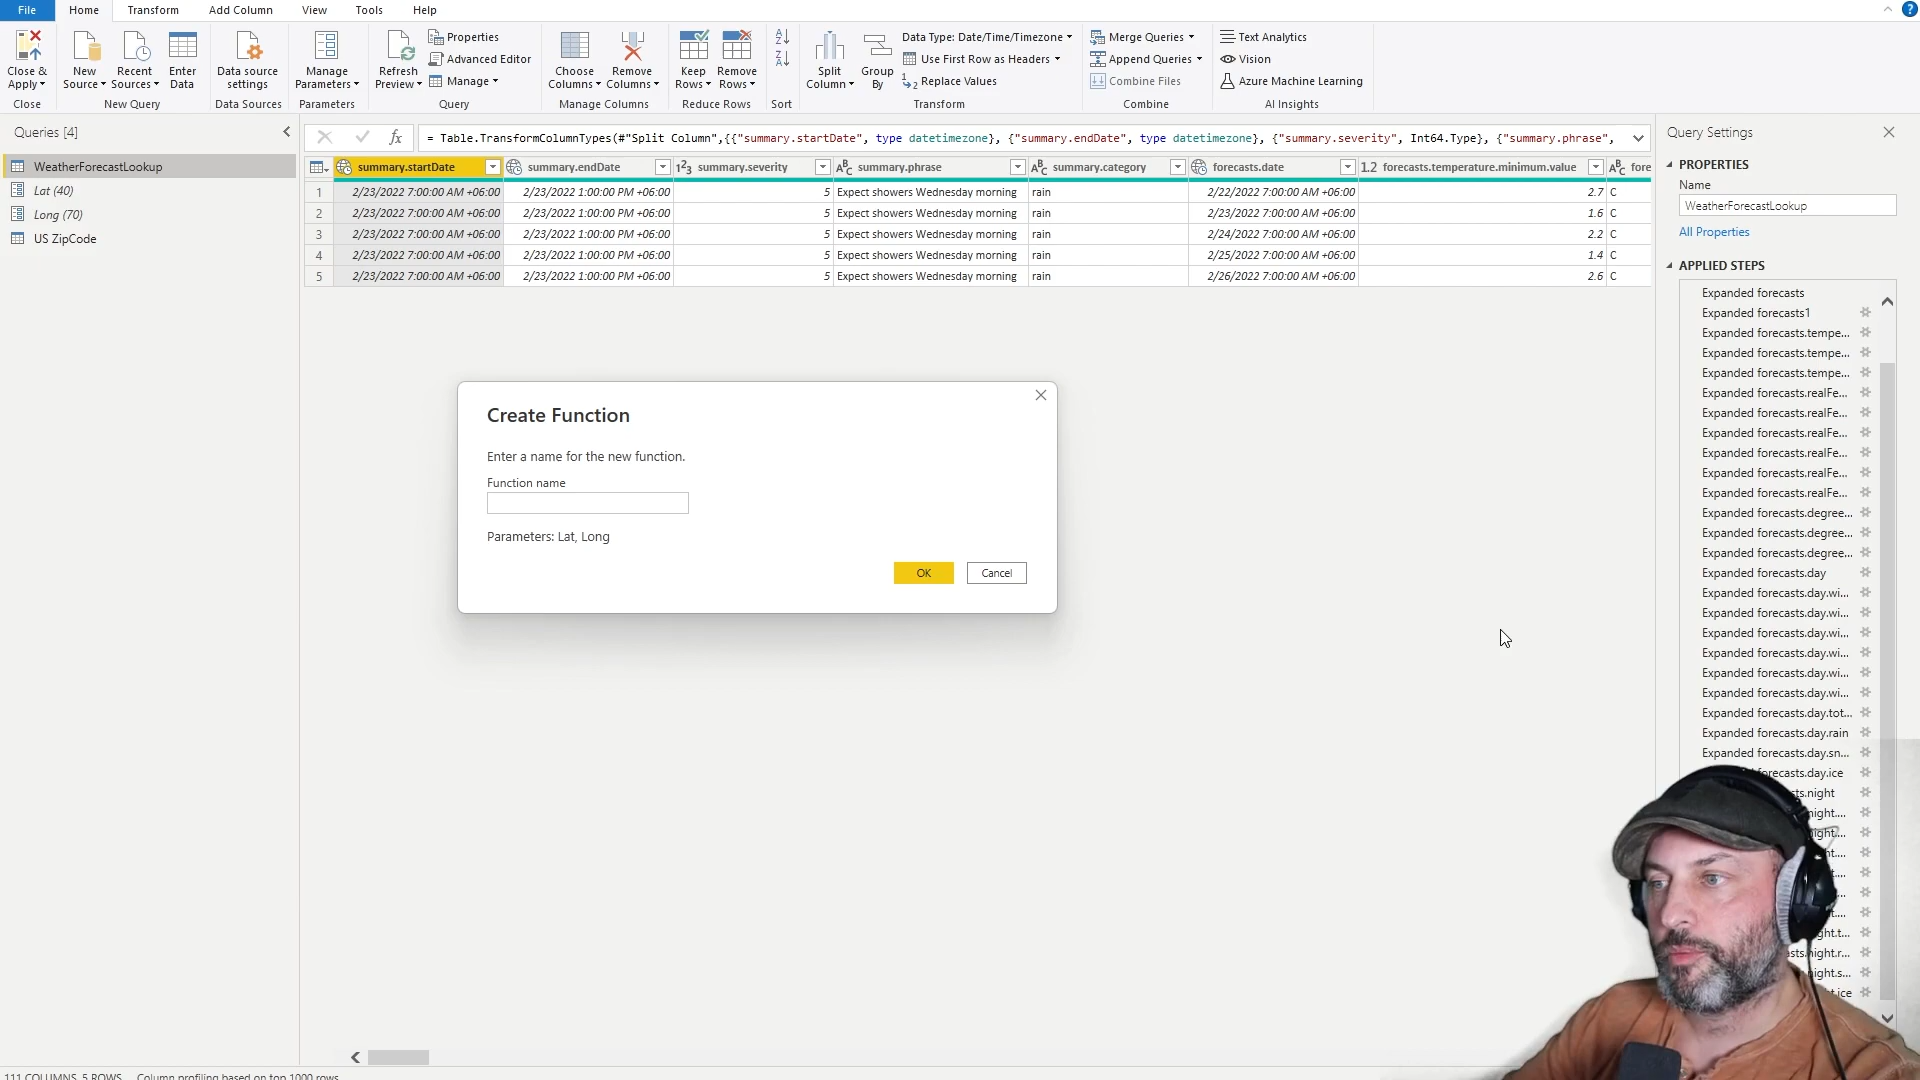 File Home Transform Add Column View Tools Help
Close & Apply
New Source
Recent Sources
Enter Data
Data source settings
Manage Parameters
Refresh Preview
Properties
Advanced Editor
Manage
Choose Columns
Remove Columns
Keep Rows
Remove Rows
Split Column
Group By
Data Type: Date/Time/Timezone
Use First Row as Headers
Replace Values
Merge Queries
Append Queries
Combine Files
Text Analytics
Vision
Azure Machine Learning
Close New Query Data Sources Parameters Query Manage Columns Reduce Rows Sort Transform Combine AI Insights
Queries [4]
WeatherForecastLookup
Lat (40)
Long (70)
US ZipCode
= Table.TransformColumnTypes(#"Split Column",{{"summary.startDate", type datetimezone}, {"summary.endDate", type datetimezone}, {"summary.severity", Int64.Type}, {"summary.phrase",
summary.startDate summary.endDate 1²3 summary.severity ABC summary.phrase ABC summary.category forecasts.date 1.2 forecasts.temperature.minimum.value ABC fore
1 2/23/2022 7:00:00 AM +06:00 2/23/2022 1:00:00 PM +06:00 5 Expect showers Wednesday morning rain 2/22/2022 7:00:00 AM +06:00 2.7 C
2 2/23/2022 7:00:00 AM +06:00 2/23/2022 1:00:00 PM +06:00 5 Expect showers Wednesday morning rain 2/23/2022 7:00:00 AM +06:00 1.6 C
3 2/23/2022 7:00:00 AM +06:00 2/23/2022 1:00:00 PM +06:00 5 Expect showers Wednesday morning rain 2/24/2022 7:00:00 AM +06:00 2.2 C
4 2/23/2022 7:00:00 AM +06:00 2/23/2022 1:00:00 PM +06:00 5 Expect showers Wednesday morning rain 2/25/2022 7:00:00 AM +06:00 1.4 C
5 2/23/2022 7:00:00 AM +06:00 2/23/2022 1:00:00 PM +06:00 5 Expect showers Wednesday morning rain 2/26/2022 7:00:00 AM +06:00 2.6 C
Create Function
Enter a name for the new function.
Function name
Parameters: Lat, Long
OK Cancel
Query Settings
PROPERTIES
Name
WeatherForecastLookup
All Properties
APPLIED STEPS
Expanded forecasts
Expanded forecasts1
Expanded forecasts.tempe...
Expanded forecasts.tempe...
Expanded forecasts.tempe...
Expanded forecasts.realFe...
Expanded forecasts.realFe...
Expanded forecasts.realFe...
Expanded forecasts.realFe...
Expanded forecasts.realFe...
Expanded forecasts.realFe...
Expanded forecasts.degree...
Expanded forecasts.degree...
Expanded forecasts.degree...
Expanded forecasts.day
Expanded forecasts.day.wi...
Expanded forecasts.day.wi...
Expanded forecasts.day.wi...
Expanded forecasts.day.wi...
Expanded forecasts.day.wi...
Expanded forecasts.day.wi...
Expanded forecasts.day.tot...
Expanded forecasts.day.rain
Expanded forecasts.day.sn...
forecasts.day.ice
sts.night
night....
night....
ht....
t....
...
t....
ght.t...
asts.night.r...
night.s...
t.ice
111 COLUMNS, 5 ROWS Column profiling based on top 1000 rows